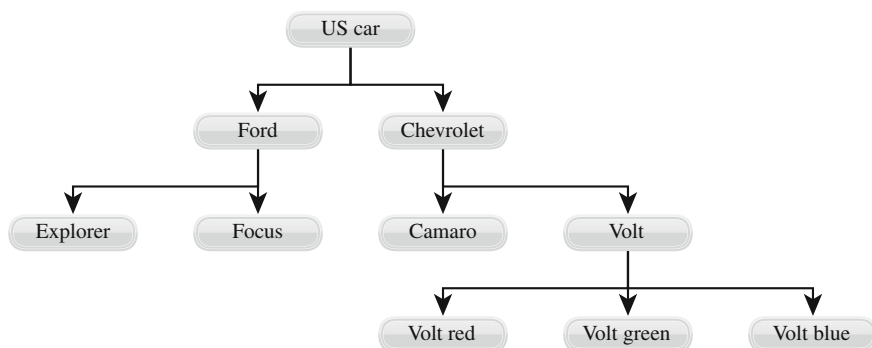 US car
Ford
Chevrolet
Explorer
Focus
Camaro
Volt
Volt red
Volt green
Volt blue